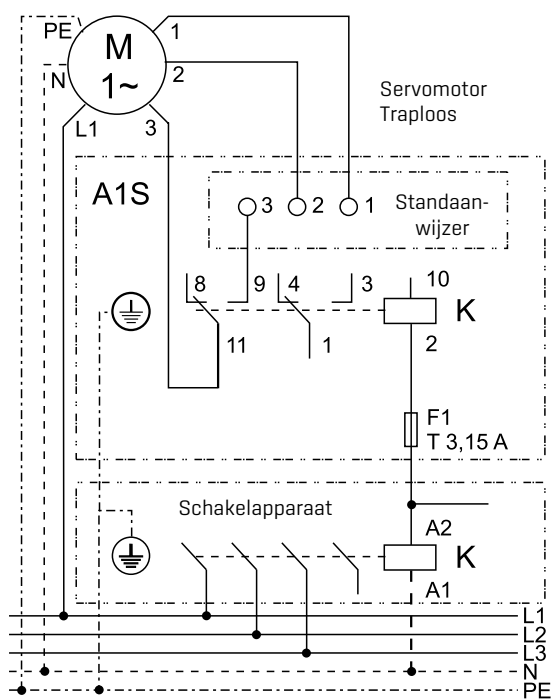 PE
1
M
1~
N
2
L1
3
Servomotor
Traploos
A1S
3
2
1
Standaan-
wijzer
8
9
4
3
10
K
11
1
2
F1
T 3,15 A
Schakelapparaat
A2
K
A1
L1
L2
L3
N
PE